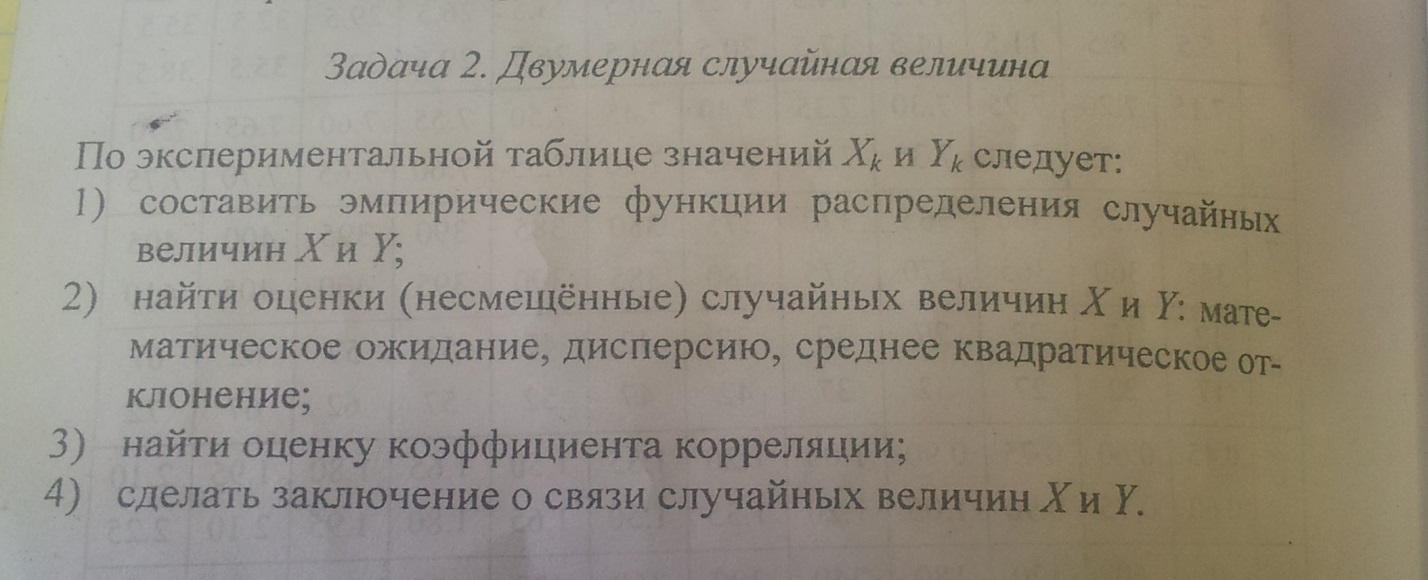 Задача 2. Двумерная случайная величина
По экспериментальной таблице значений Xk и Yk следует:
1) составить эмпирические функции распределения случайных
величин X и Y;
2) найти оценки (несмещённые) случайных величин X и Y: мате-
матическое ожидание, дисперсию, среднее квадратическое от-
клонение;
3) найти оценку коэффициента корреляции;
4) сделать заключение о связи случайных величин X и Y.